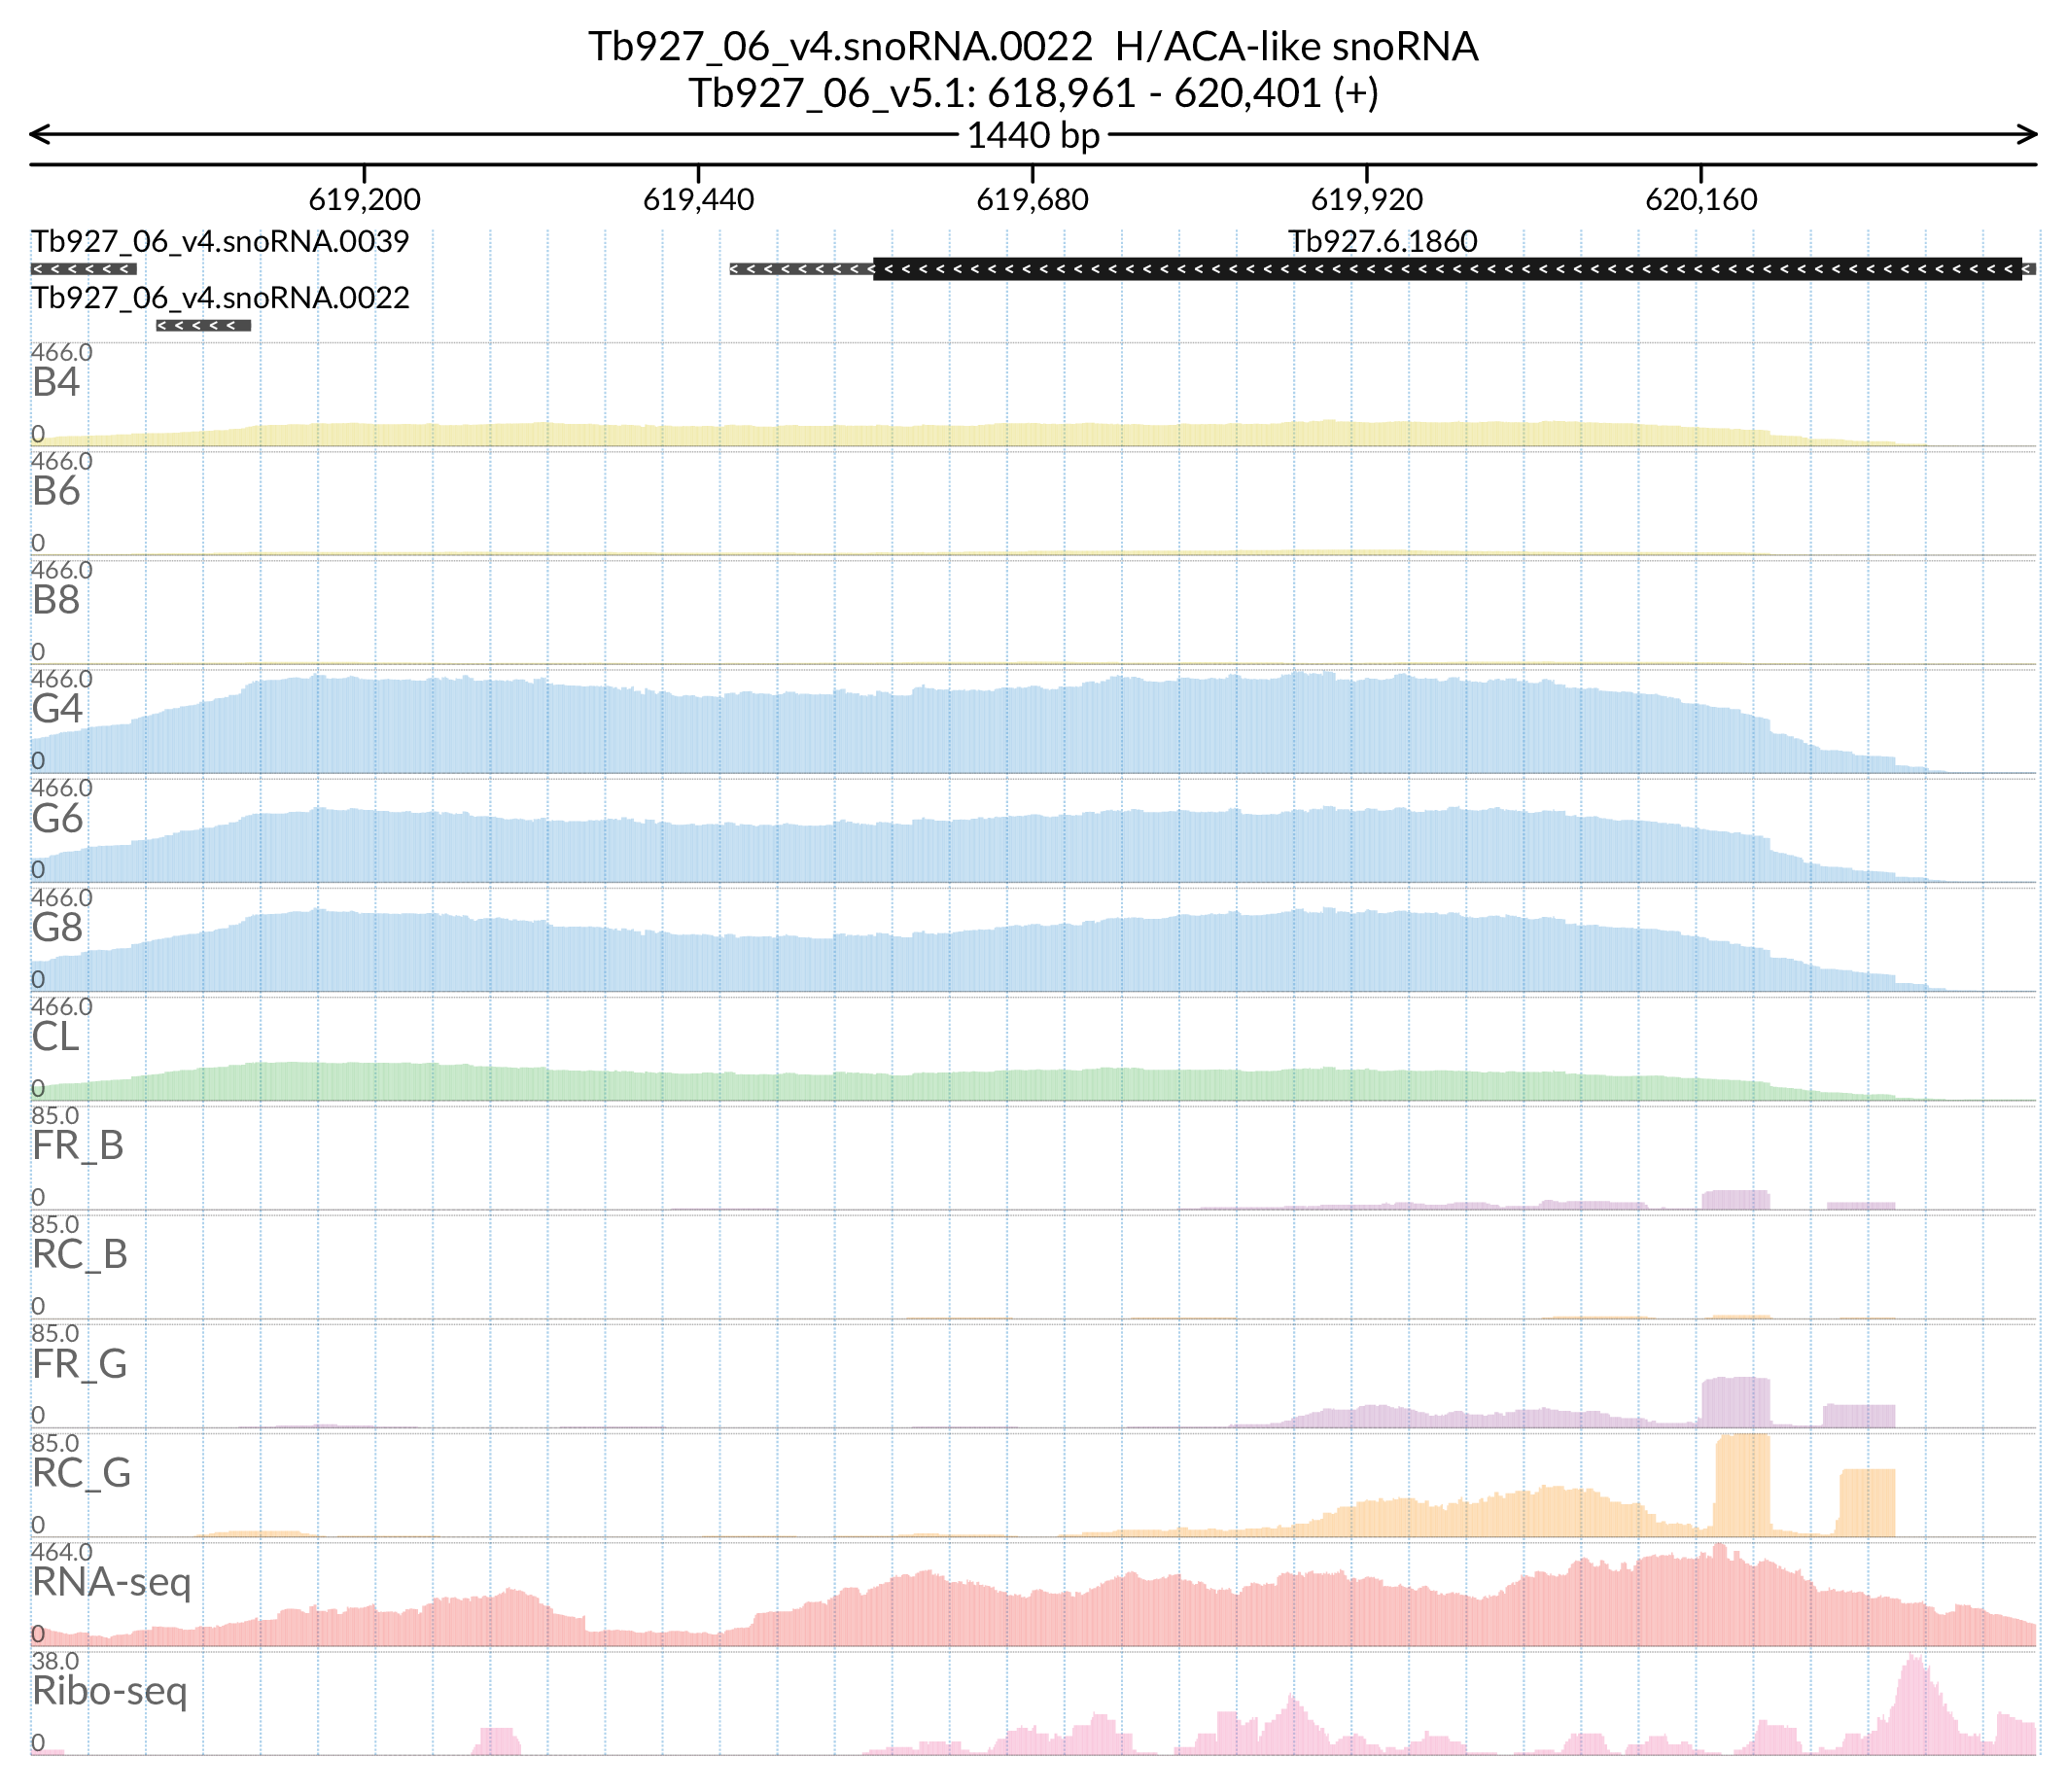 Tb927_06_v4.snoRNA.0022 H/ACA-like snoRNA
Tb927_06_v5.1: 618,961 - 620,401 (+)
1440 bp
619,200 619,440 619,680 619,920 620,160
Tb927_06_v4.snoRNA.0039 Tb927.6.1860
Tb927_06_v4.snoRNA.0022
466.0
B4
0
466.0
B6
0
466.0
B8
0
466.0
G4
0
466.0
G6
0
466.0
G8
0
466.0
CL
0
85.0
FR_B
0
85.0
RC_B
0
85.0
FR_G
0
85.0
RC_G
0
464.0
RNA-seq
0
38.0
Ribo-seq
0